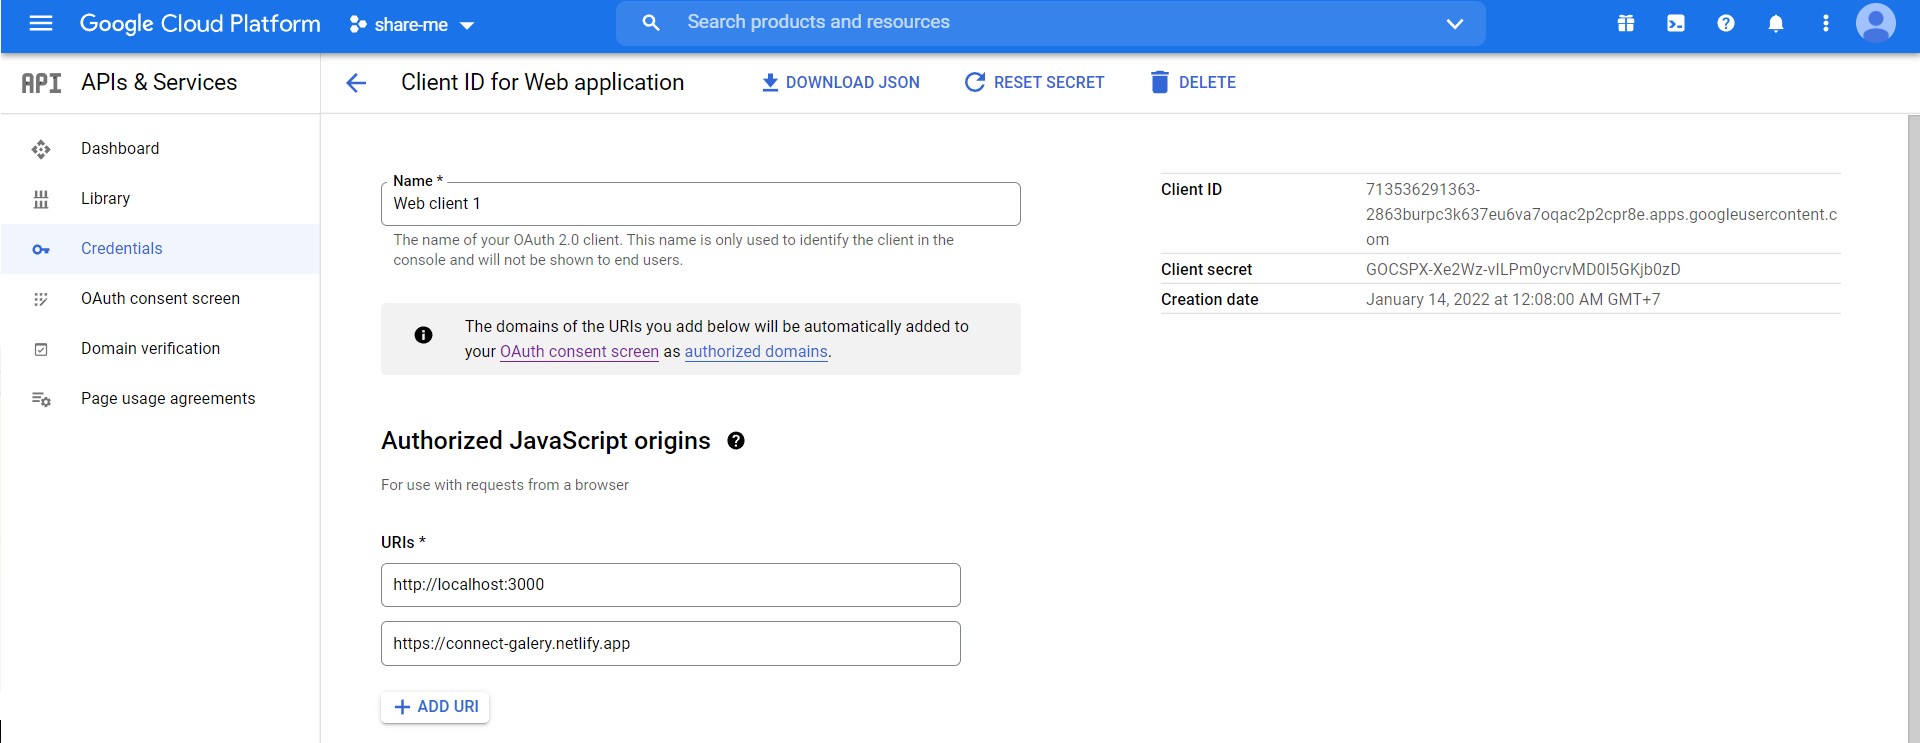 Google Cloud Platform share-me Search products and resources
API APIs & Services
Client ID for Web application DOWNLOAD JSON RESET SECRET DELETE
Dashboard
Library
Credentials
OAuth consent screen
Domain verification
Page usage agreements
Name *
Web client 1
The name of your OAuth 2.0 client. This name is only used to identify the client in the
console and will not be shown to end users.
The domains of the URIs you add below will be automatically added to
your OAuth consent screen as authorized domains.
Authorized JavaScript origins
For use with requests from a browser
URIs *
http://localhost:3000
https://connect-galery.netlify.app
ADD URI
Client ID 713536291363-
2863burpc3k637eu6va7oqac2p2cpr8e.apps.googleusercontent.c
om
Client secret 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
Creation date January 14, 2022 at 12:08:00 AM GMT+7